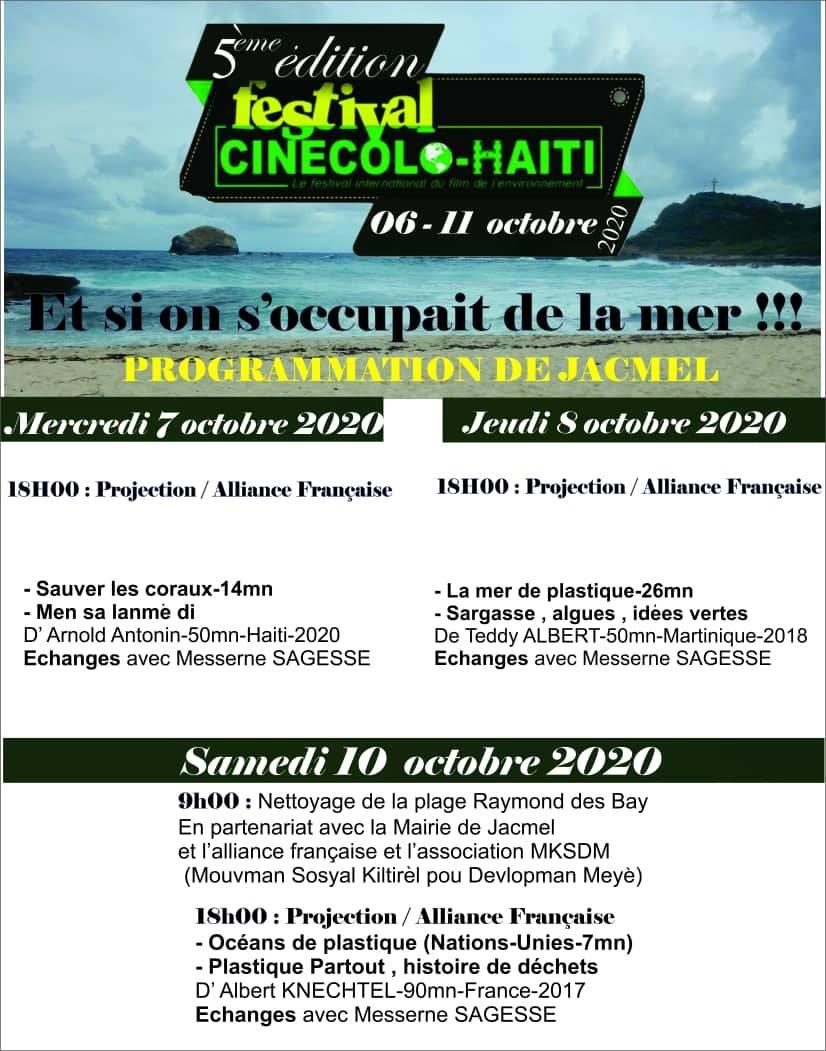 5ème édition
festival
CINECOLO-HAITI
Le festival international du film de l'environnement
06 - 11 octobre 2020
Et si on s'occupait de la mer !!!
PROGRAMMATION DE JACMEL
Mercredi 7 octobre 2020
18H00 : Projection / Alliance Française
- Sauver les coraux-14mn
- Men sa lanmè di
D' Arnold Antonin-50mn-Haiti-2020
Echanges avec Messerne SAGESSE
Jeudi 8 octobre 2020
18H00 : Projection / Alliance Française
- La mer de plastique-26mn
- Sargasse , algues , idées vertes
De Teddy ALBERT-50mn-Martinique-2018
Echanges avec Messerne SAGESSE
Samedi 10 octobre 2020
9h00 : Nettoyage de la plage Raymond des Bay
En partenariat avec la Mairie de Jacmel
et l'alliance française et l'association MKSDM
(Mouvman Sosyal Kiltirèl pou Devlopman Meyè)
18h00 : Projection / Alliance Française
- Océans de plastique (Nations-Unies-7mn)
- Plastique Partout , histoire de déchets
D' Albert KNECHTEL-90mn-France-2017
Echanges avec Messerne SAGESSE